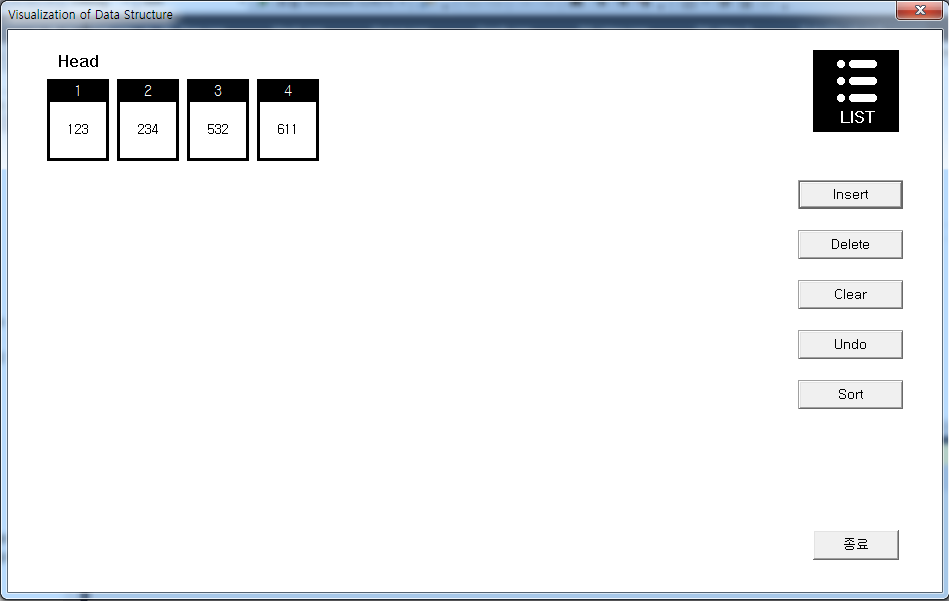 Visualization of Data Structure
Head
1 2 3 4
123 234 532 611
LIST
Insert
Delete
Clear
Undo
Sort
종료